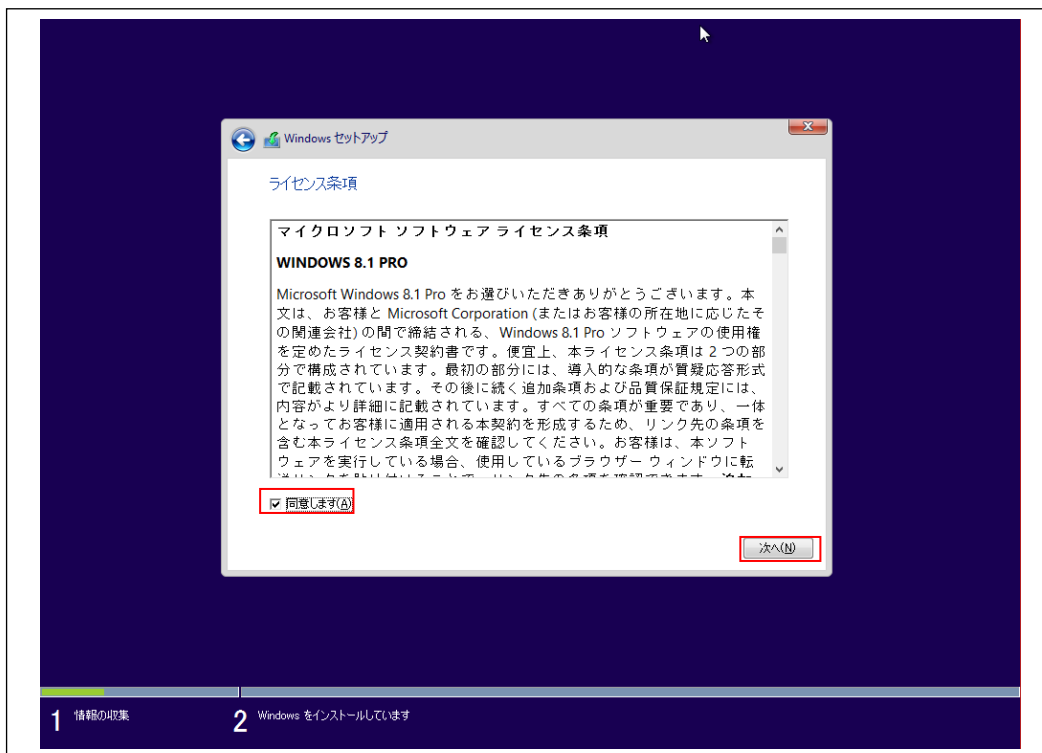 Windows セットアップ
ライセンス条項
マイクロソフト ソフトウェア ライセンス条項
WINDOWS 8.1 PRO
Microsoft Windows 8.1 Pro をお選びいただきありがとうございます。本
文は、お客様と Microsoft Corporation (またはお客様の所在地に応じたそ
の関連会社) の間で締結される、Windows 8.1 Pro ソフトウェアの使用権
を定めたライセンス契約書です。便宜上、本ライセンス条項は 2 つの部
分で構成されています。最初の部分には、導入的な条項が質疑応答形式
で記載されています。その後に続く追加条項および品質保証規定には、
内容がより詳細に記載されています。すべての条項が重要であり、一体
となってお客様に適用される本契約を形成するため、リンク先の条項を
含む本ライセンス条項全文を確認してください。お客様は、本ソフト
ウェアを実行している場合、使用しているブラウザー ウィンドウに転
同意します(A)
次へ(N)
1 情報の収集
2 Windows をインストールしています